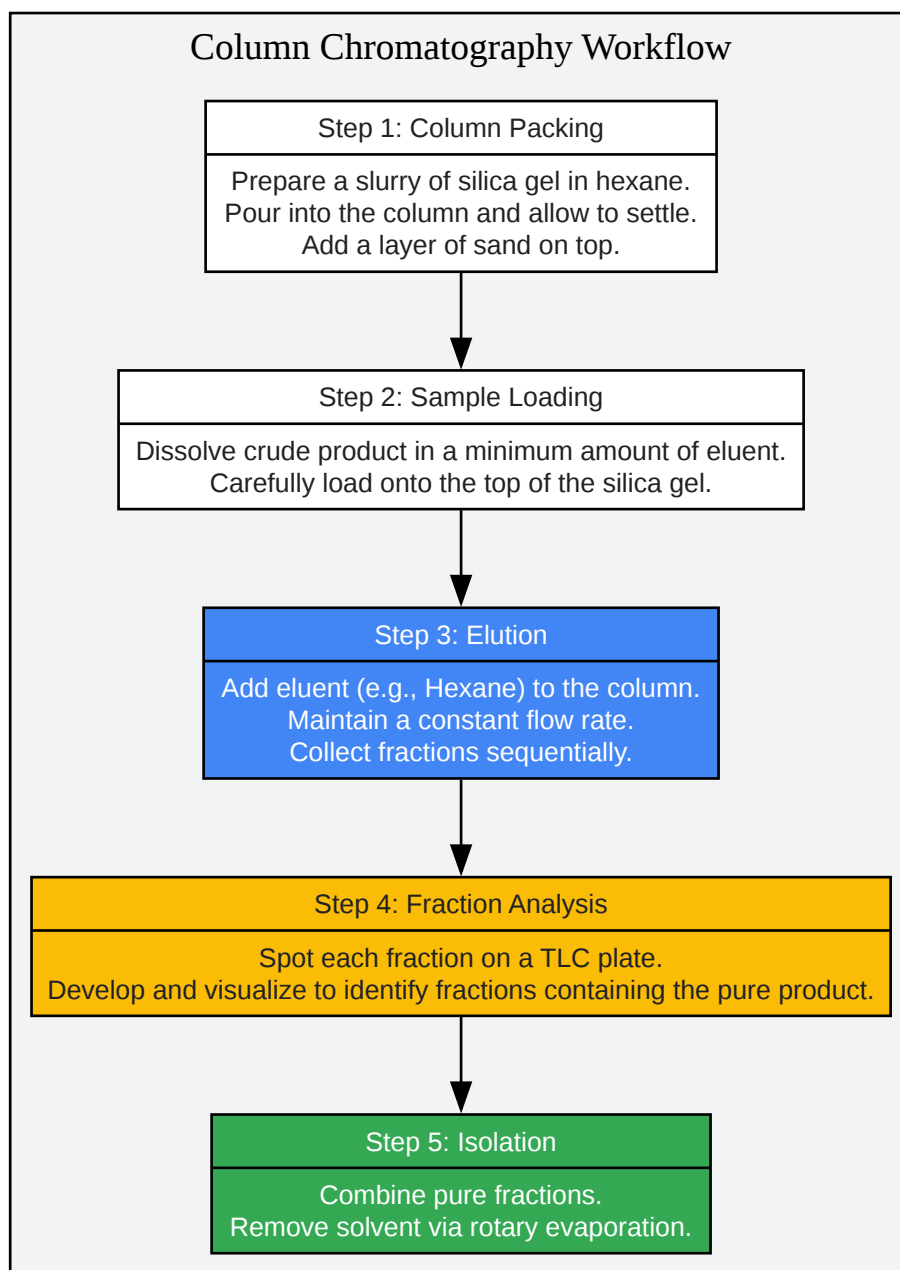 Column Chromatography Workflow
Step 1: Column Packing
Prepare a slurry of silica gel in hexane.
Pour into the column and allow to settle.
Add a layer of sand on top.
Step 2: Sample Loading
Dissolve crude product in a minimum amount of eluent.
Carefully load onto the top of the silica gel.
Step 3: Elution
Add eluent (e.g., Hexane) to the column.
Maintain a constant flow rate.
Collect fractions sequentially.
Step 4: Fraction Analysis
Spot each fraction on a TLC plate.
Develop and visualize to identify fractions containing the pure product.
Step 5: Isolation
Combine pure fractions.
Remove solvent via rotary evaporation.